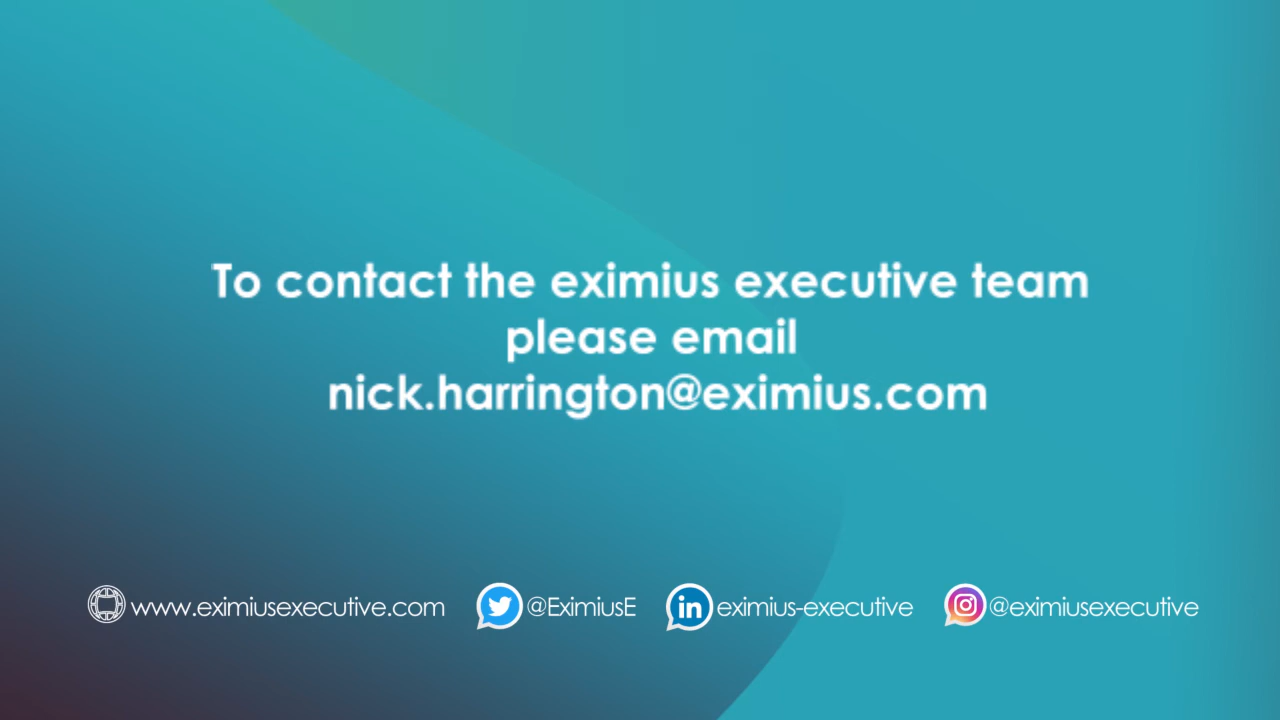 To contact the eximius executive team
please email
nick.harrington@eximius.com
www.eximiusexecutive.com @EximiusE eximius-executive @eximiusexecutive